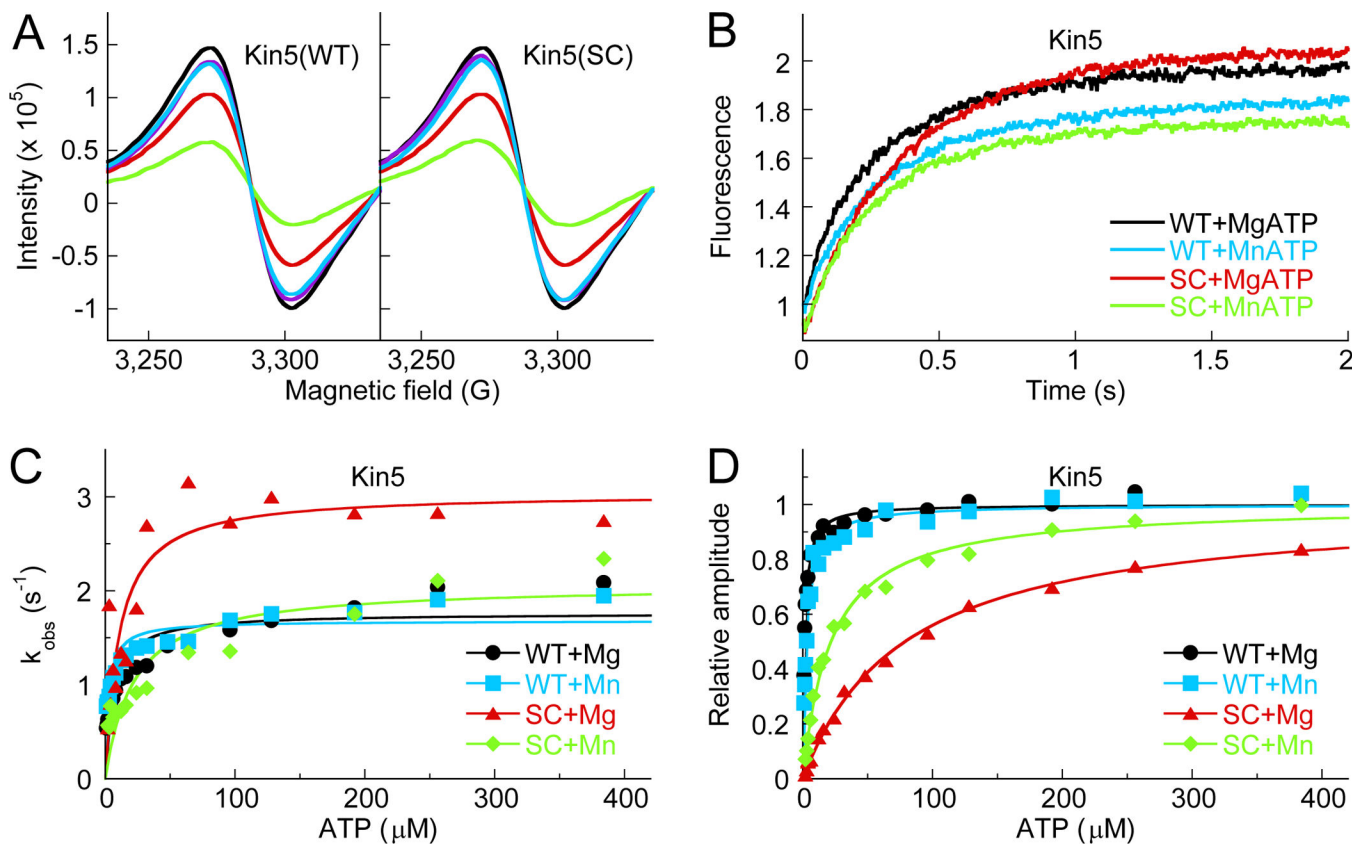 A
Kin5(WT)
Kin5(SC)
Intensity (x 10⁵)
1.5
1
0.5
0
-0.5
-1
3,250
3,300
3,250
3,300
Magnetic field (G)
B
Kin5
Fluorescence
2
1.8
1.6
1.4
1.2
1
WT+MgATP
WT+MnATP
SC+MgATP
SC+MnATP
0
0.5
1
1.5
2
Time (s)
C
Kin5
k_obs (s⁻¹)
3
2
1
0
WT+Mg
WT+Mn
SC+Mg
SC+Mn
0
100
200
300
400
ATP (μM)
D
Kin5
Relative amplitude
1
0.8
0.6
0.4
0.2
0
WT+Mg
WT+Mn
SC+Mg
SC+Mn
0
100
200
300
400
ATP (μM)